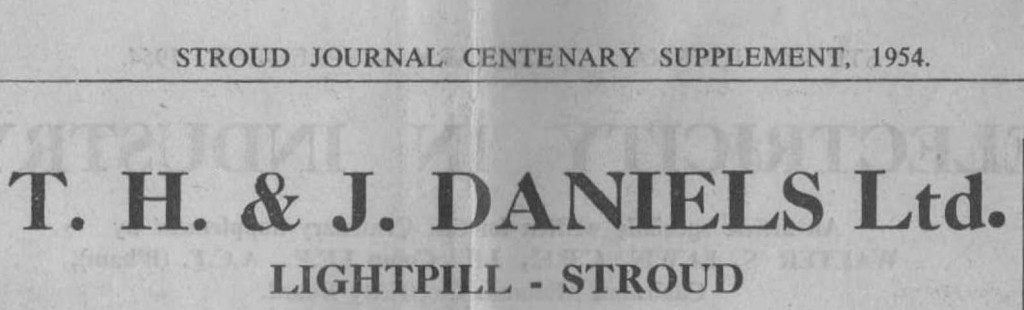 STROUD JOURNAL CENTENARY SUPPLEMENT, 1954.
T. H. & J. DANIELS Ltd.
LIGHTPILL - STROUD